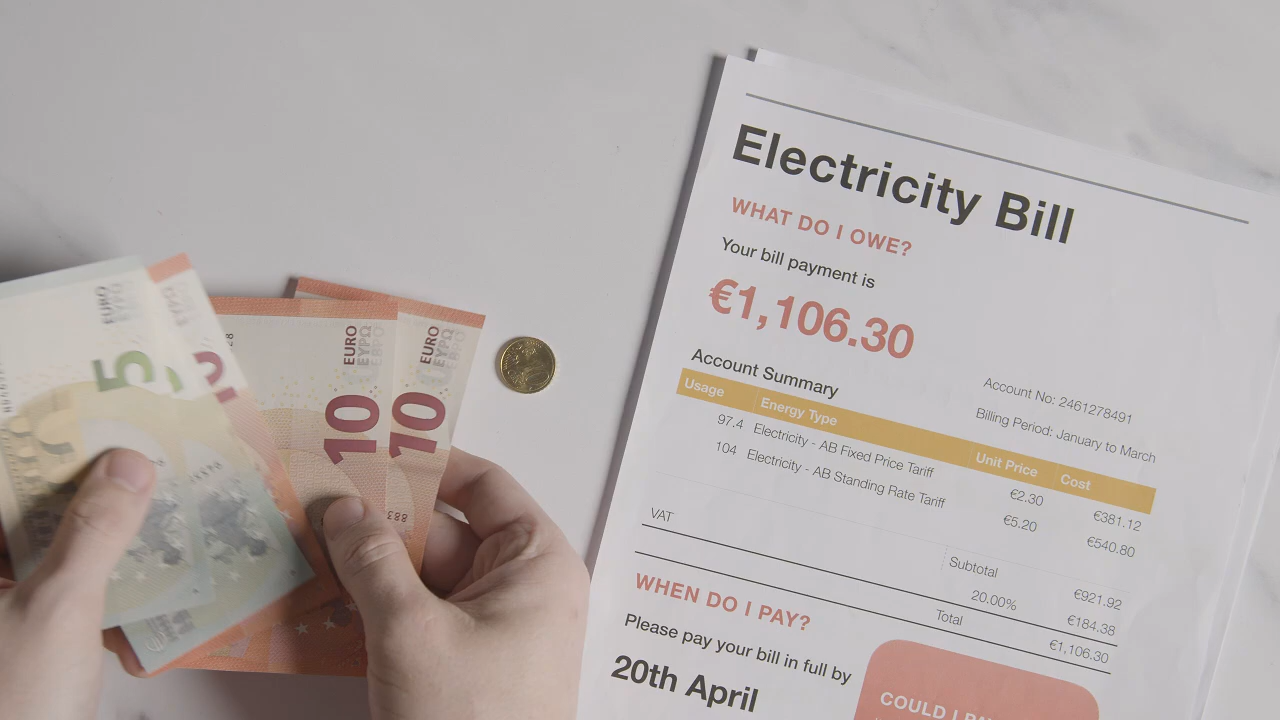 Electricity Bill
WHAT DO I OWE?
Your bill payment is
€1,106.30
Account Summary
Account No: 2461278491
Billing Period: January to March
Usage Energy Type Unit Price Cost
97.4 Electricity - AB Fixed Price Tariff €2.30 €381.12
104 Electricity - AB Standing Rate Tariff €5.20 €540.80
Subtotal €921.92
VAT 20.00% €184.38
Total €1,106.30
WHEN DO I PAY?
Please pay your bill in full by
20th April
COULD I
5
EURO
ΕΥΡΩ
10
EURO
ΕΥΡΩ
ЕВРО
10
EURO
ΕΥΡΩ
ЕВРО
883